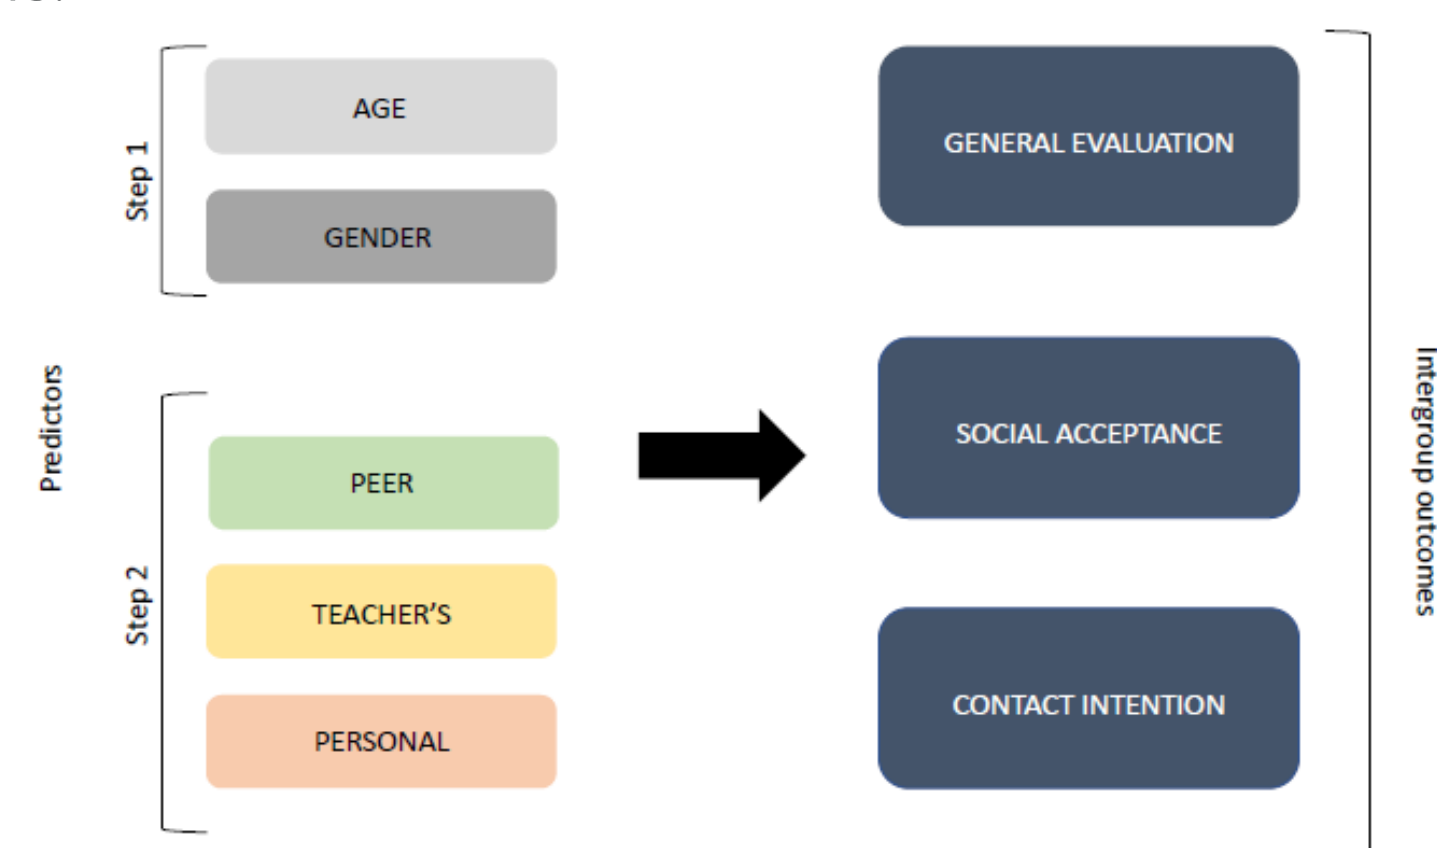 Predictors
Step 1
AGE
GENDER
Step 2
PEER
TEACHER’S
PERSONAL
GENERAL EVALUATION
SOCIAL ACCEPTANCE
CONTACT INTENTION
Intergroup outcomes